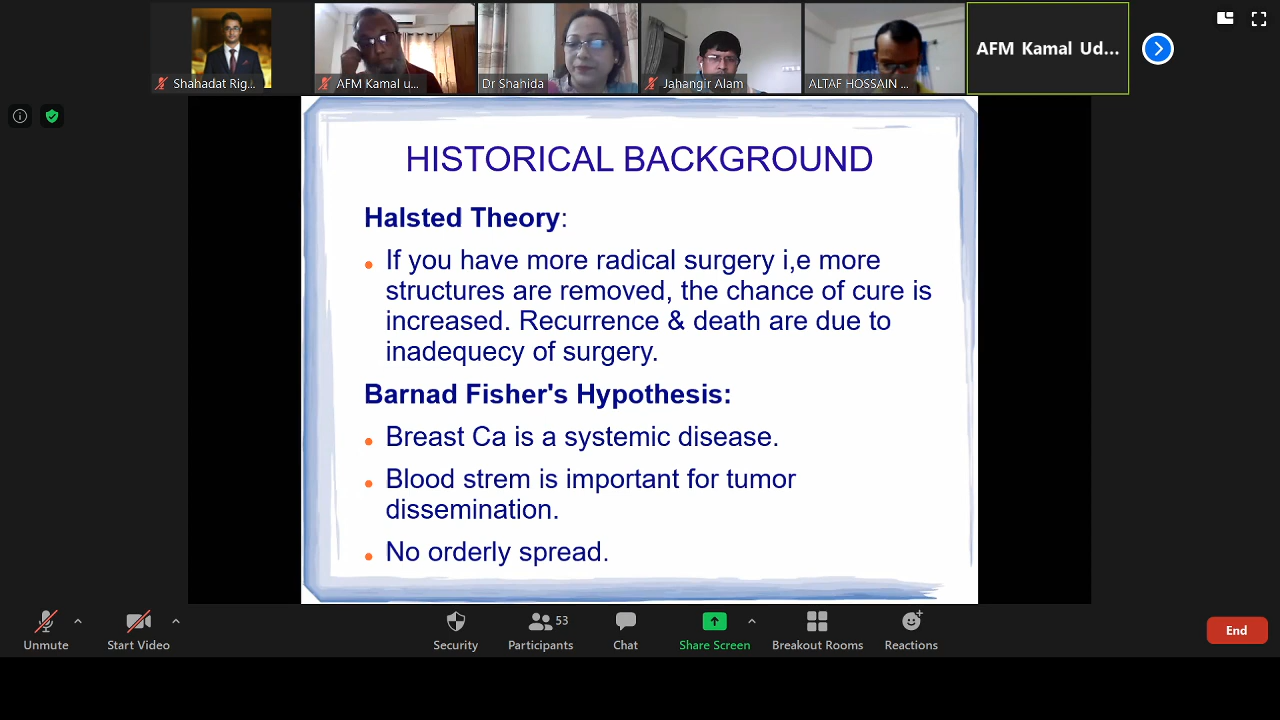 Shahadat Rig...
AFM Kamal u...
Dr Shahida
Jahangir Alam
ALTAF HOSSAIN ...
AFM Kamal Ud...
HISTORICAL BACKGROUND
Halsted Theory:
If you have more radical surgery i,e more
structures are removed, the chance of cure is
increased. Recurrence & death are due to
inadequecy of surgery.
Barnad Fisher's Hypothesis:
Breast Ca is a systemic disease.
Blood strem is important for tumor
dissemination.
No orderly spread.
Unmute
Start Video
Security
Participants
53
Chat
Share Screen
Breakout Rooms
Reactions
End